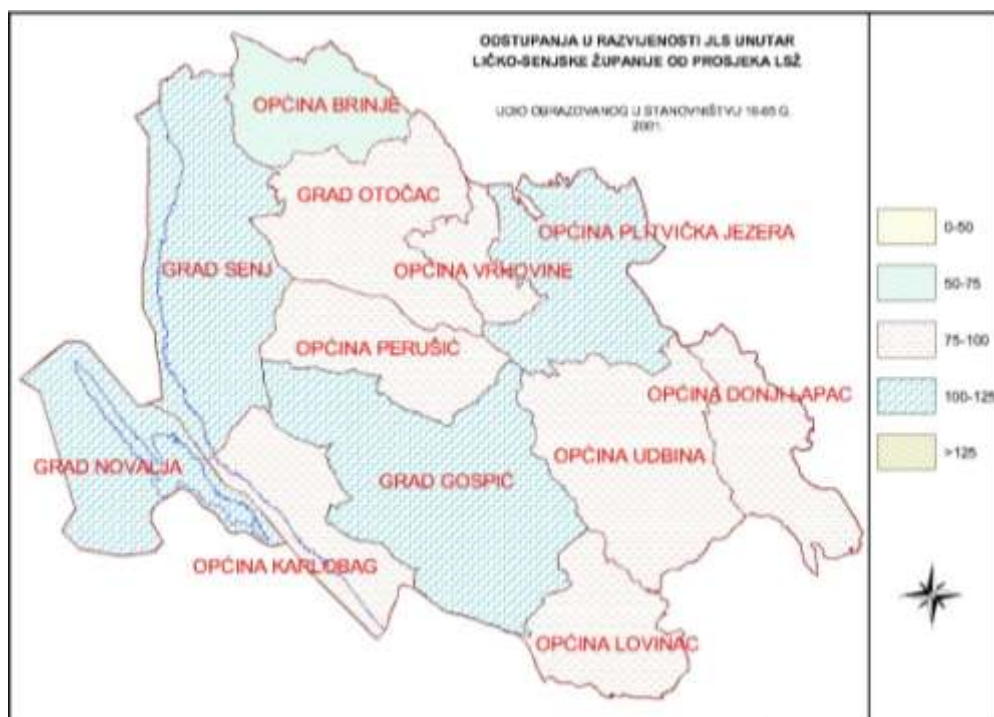 ODSTUPANJA U RAZVIJENOSTI JLS UNUTAR
LIČKO-SENJSKE ŽUPANIJE OD PROSJEKA LSŽ
UDIO OBRAZOVANOG U STANOVNIŠTVU 16-65 G.
2001.
OPĆINA BRINJE
GRAD OTOČAC
OPĆINA PLITVIČKA JEZERA
GRAD SENJ
OPĆINA VRHOVINE
OPĆINA PERUŠIĆ
OPĆINA DONJI LAPAC
OPĆINA UDBINA
GRAD NOVALJA
GRAD GOSPIĆ
OPĆINA KARLOBAG
OPĆINA LOVINAC
0-50
50-75
75-100
100-125
>125